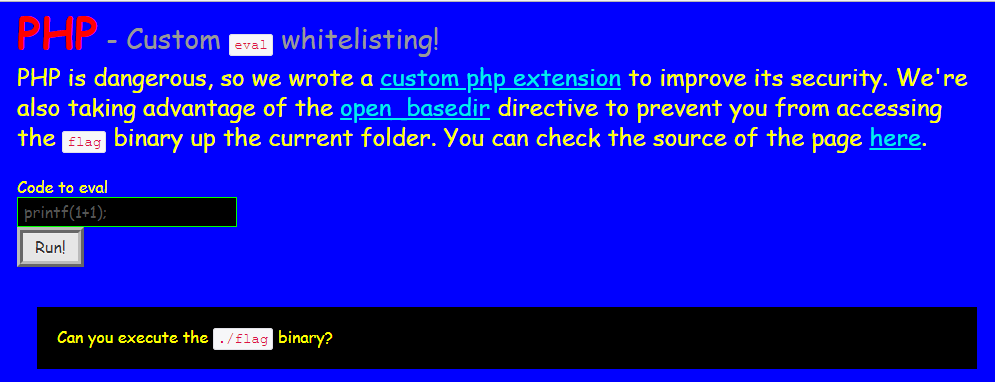 PHP - Custom eval whitelisting!
PHP is dangerous, so we wrote a custom php extension to improve its security. We're
also taking advantage of the open_basedir directive to prevent you from accessing
the flag binary up the current folder. You can check the source of the page here.
Code to eval
printf(1+1);
Run!
Can you execute the ./flag binary?